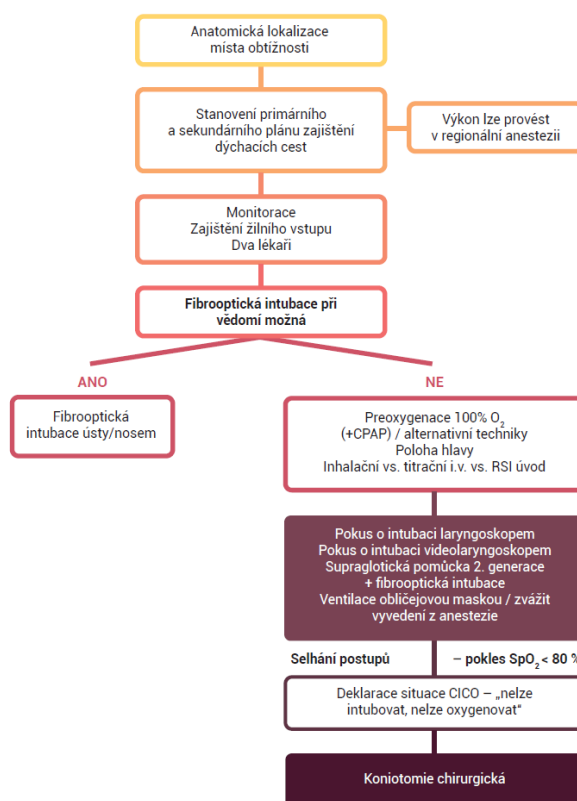 Anatomická lokalizace
místa obtížnosti
Stanovení primárního
a sekundárního plánu zajištění
dýchacích cest
Výkon lze provést
v regionální anestezii
Monitorace
Zajištění žilního vstupu
Dva lékaři
Fibrooptická intubace při
vědomí možná
ANO
NE
Fibrooptická
intubace ústy/nosem
Preoxygenace 100% O₂
(+CPAP) / alternativní techniky
Poloha hlavy
Inhalační vs. titrační i.v. vs. RSI úvod
Pokus o intubaci laryngoskopem
Pokus o intubaci videolaryngoskopem
Supraglotická pomůcka 2. generace
+ fibrooptická intubace
Ventilace obličejovou maskou / zvážit
vyvedení z anestezie
Selhání postupů – pokles SpO₂ < 80 %
Deklarace situace CICO – „nelze
intubovat, nelze oxygenovat“
Koniotomie chirurgická